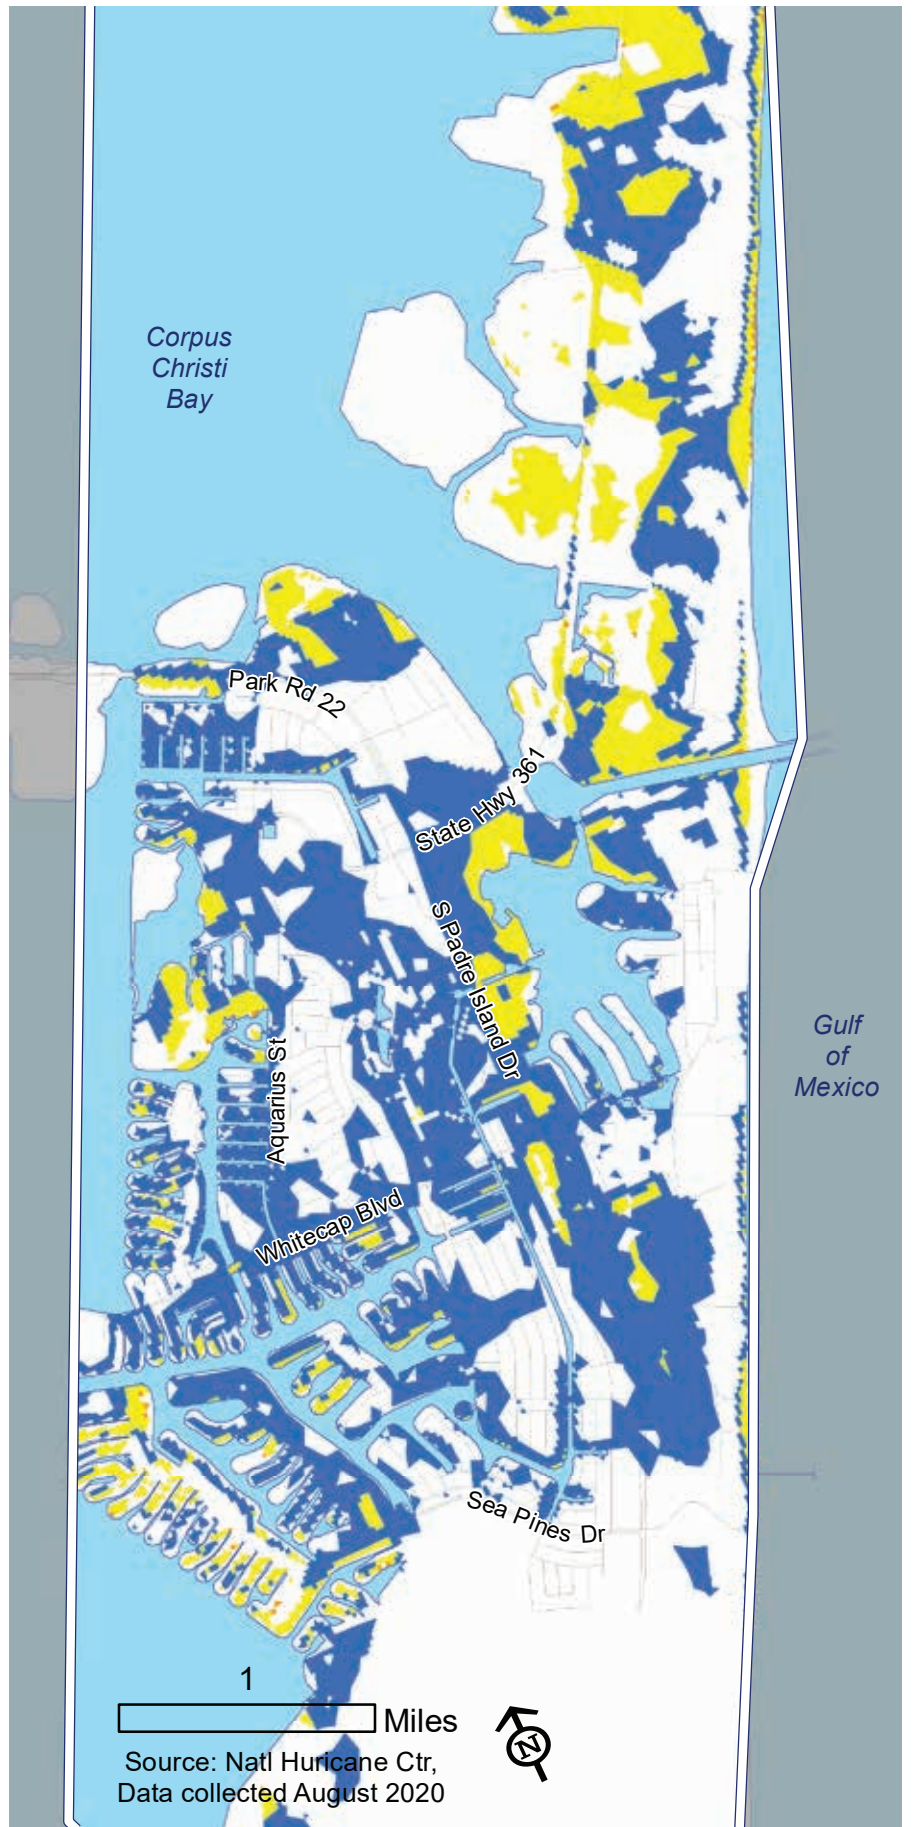 Corpus
Christi
Bay
Park Rd 22
State Hwy 361
S Padre Island Dr
Gulf
of
Mexico
Aquarius St
Whitecap Blvd
Sea Pines Dr
1
Miles
N
Source: Natl Huricane Ctr,
Data collected August 2020